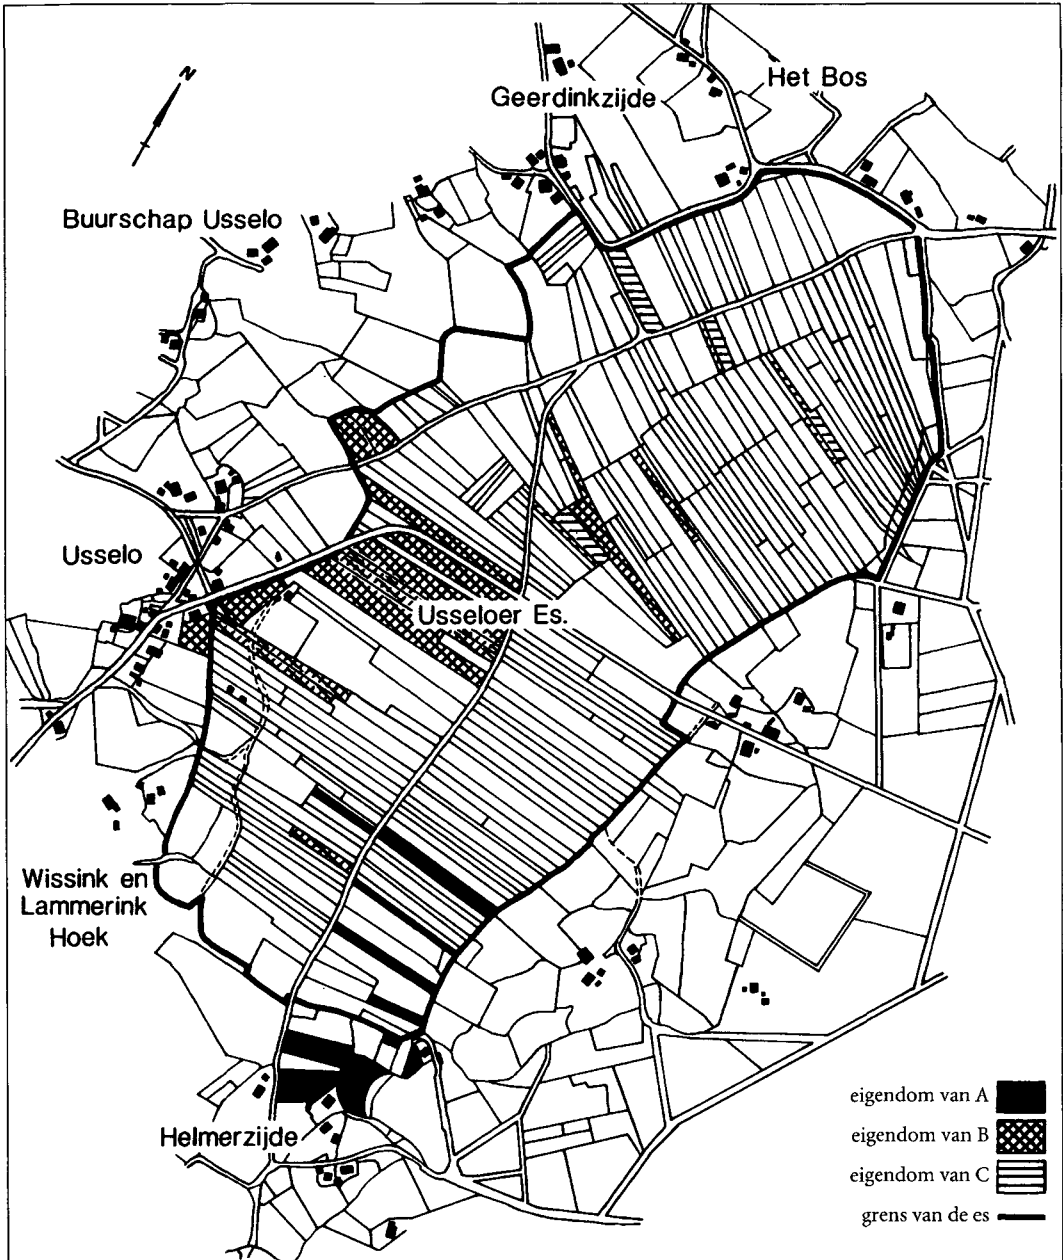 N
Het Bos
Geerdinkzijde
Buurschap Usselo
Usselo
Usseloer Es.
Wissink en
Lammerink
Hoek
Helmerzijde
eigendom van A
eigendom van B
eigendom van C
grens van de es